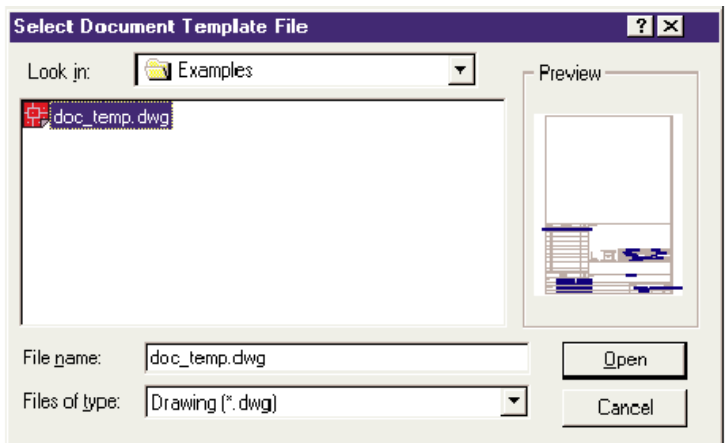 Select Document Template File
Look in: Examples
Preview
doc_temp.dwg
File name: doc_temp.dwg
Open
Files of type: Drawing (*.dwg)
Cancel